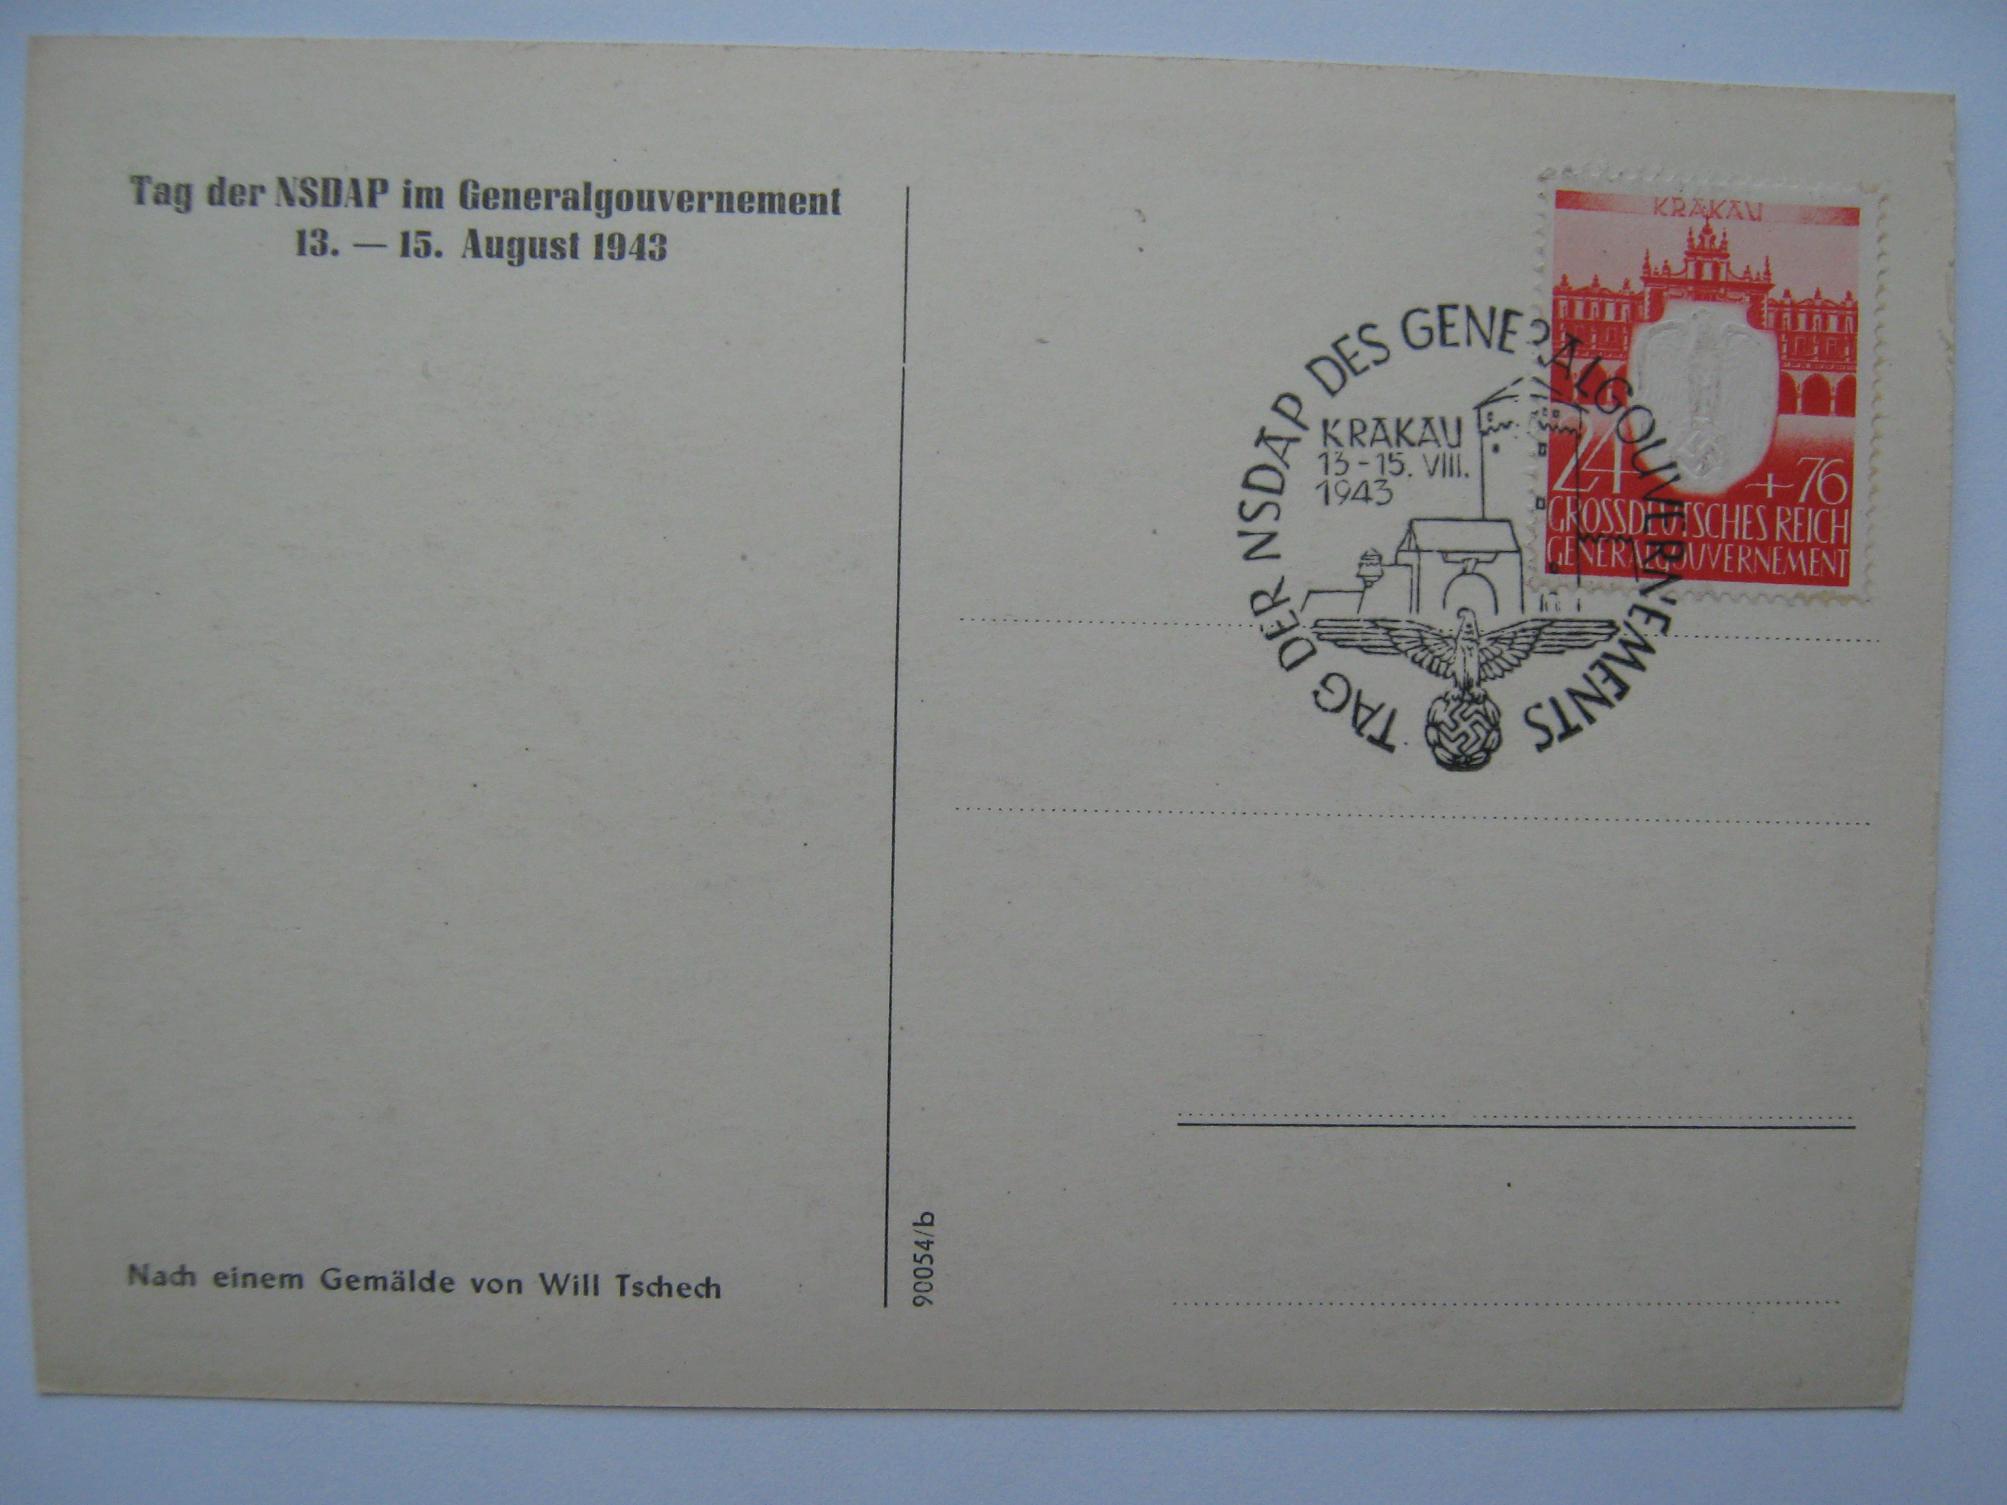 Tag der NSDAP im Generalgouvernement
13. — 15. August 1943
KRAKAU
24 + 76
GROSSDEUTSCHES REICH
GENERALGOUVERNEMENT
TAG DER NSDAP DES GENERALGOUVERNEMENTS
KRAKAU
13-15. VIII.
1943
Nach einem Gemälde von Will Tschech
90054/b